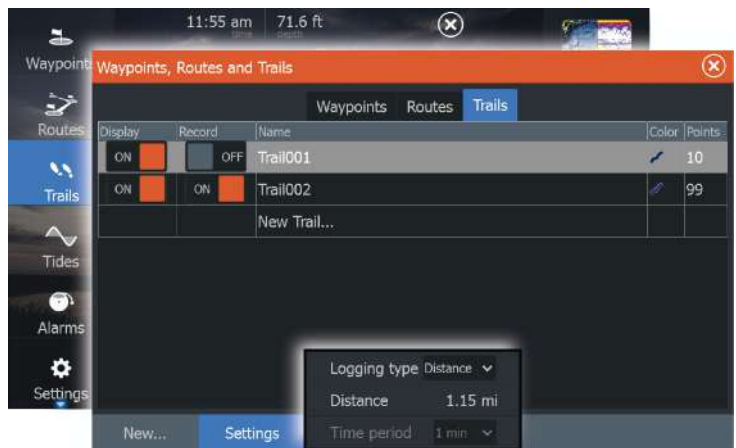 11:55 am 71.6 ft
time depth
Waypoints
Waypoints, Routes and Trails
Routes
Trails
Tides
Alarms
Settings
Waypoints Routes Trails
Display Record Name Color Points
ON OFF Trail001 10
ON ON Trail002 99
New Trail...
Logging type Distance
Distance 1.15 mi
Time period 1 min
New... Settings